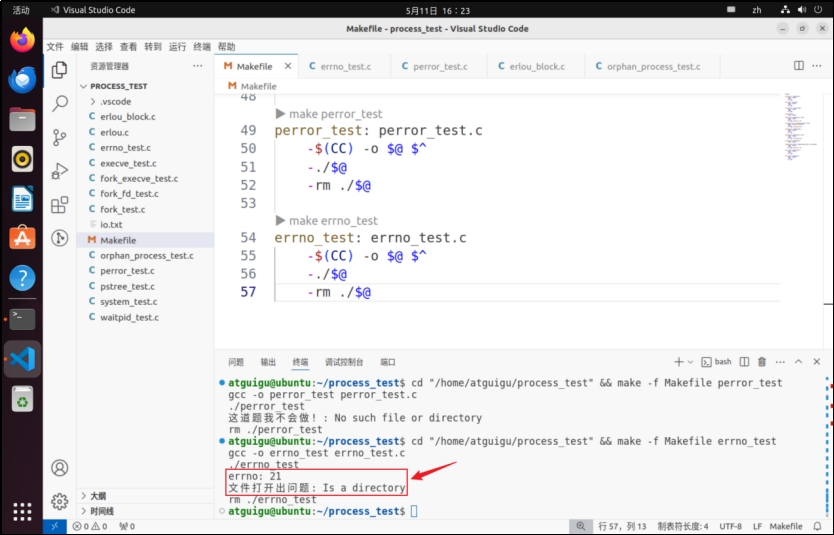 活动 Visual Studio Code 5月11日 16：23 zh
Makefile - process_test - Visual Studio Code
文件 编辑 选择 查看 转到 运行 终端 帮助
资源管理器 ···
PROCESS_TEST
.vscode
C erlou_block.c
C erlou.c
C errno_test.c
C execve_test.c
C fork_execve_test.c
C fork_fd_test.c
C fork_test.c
io.txt
M Makefile
C orphan_process_test.c
C perror_test.c
C pstree_test.c
C system_test.c
C waitpid_test.c
大纲
时间线
M Makefile C errno_test.c C perror_test.c C erlou_block.c C orphan_process_test.c
M Makefile
48
make perror_test
49 perror_test: perror_test.c
50 -$(CC) -o $@ $^
51 -./$@
52 -rm ./$@
53
make errno_test
54 errno_test: errno_test.c
55 -$(CC) -o $@ $^
56 -./$@
57 -rm ./$@
问题 输出 终端 调试控制台 端口 bash
atguigu@ubuntu:~/process_test$ cd "/home/atguigu/process_test" && make -f Makefile perror_test
gcc -o perror_test perror_test.c
./perror_test
这道题我不会做！: No such file or directory
rm ./perror_test
atguigu@ubuntu:~/process_test$ cd "/home/atguigu/process_test" && make -f Makefile errno_test
gcc -o errno_test errno_test.c
./errno_test
errno: 21
文件打开出问题: Is a directory
rm ./errno_test
atguigu@ubuntu:~/process_test$
0 0 0 行 57，列 13 制表符长度: 4 UTF-8 LF Makefile